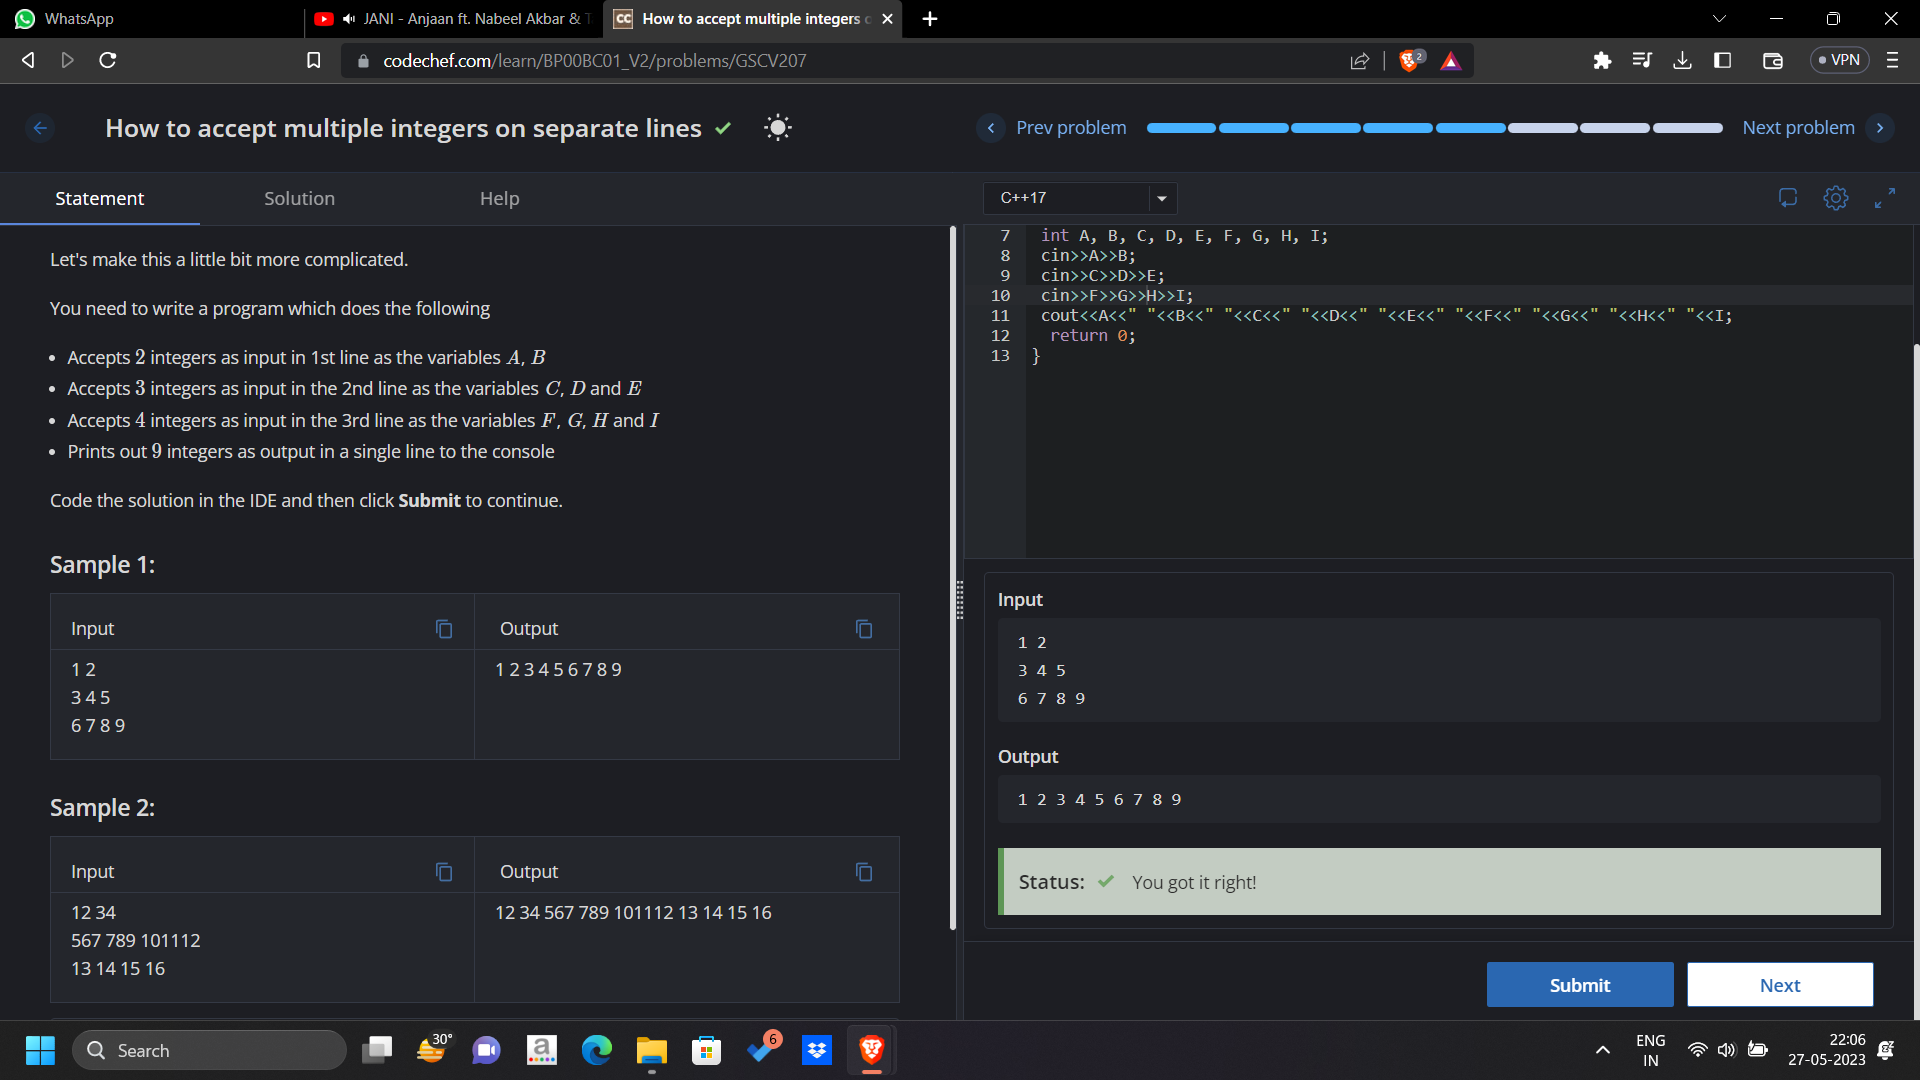 WhatsApp
JANI - Anjaan ft. Nabeel Akbar & T
CC How to accept multiple integers o
codechef.com/learn/BP00BC01_V2/problems/GSCV207
2
VPN
How to accept multiple integers on separate lines
Prev problem
Next problem
Statement
Solution
Help
C++17
Let's make this a little bit more complicated.
You need to write a program which does the following
• Accepts 2 integers as input in 1st line as the variables A, B
• Accepts 3 integers as input in the 2nd line as the variables C, D and E
• Accepts 4 integers as input in the 3rd line as the variables F, G, H and I
• Prints out 9 integers as output in a single line to the console
Code the solution in the IDE and then click Submit to continue.
Sample 1:
Input
Output
1 2
3 4 5
6 7 8 9
1 2 3 4 5 6 7 8 9
Sample 2:
Input
Output
12 34
567 789 101112
13 14 15 16
12 34 567 789 101112 13 14 15 16
7 int A, B, C, D, E, F, G, H, I;
8 cin>>A>>B;
9 cin>>C>>D>>E;
10 cin>>F>>G>>H>>I;
11 cout<<A<<" "<<B<<" "<<C<<" "<<D<<" "<<E<<" "<<F<<" "<<G<<" "<<H<<" "<<I;
12 return 0;
13 }
Input
1 2
3 4 5
6 7 8 9
Output
1 2 3 4 5 6 7 8 9
Status: You got it right!
Submit
Next
Search
30°
a
6
ENG
IN
22:06
27-05-2023